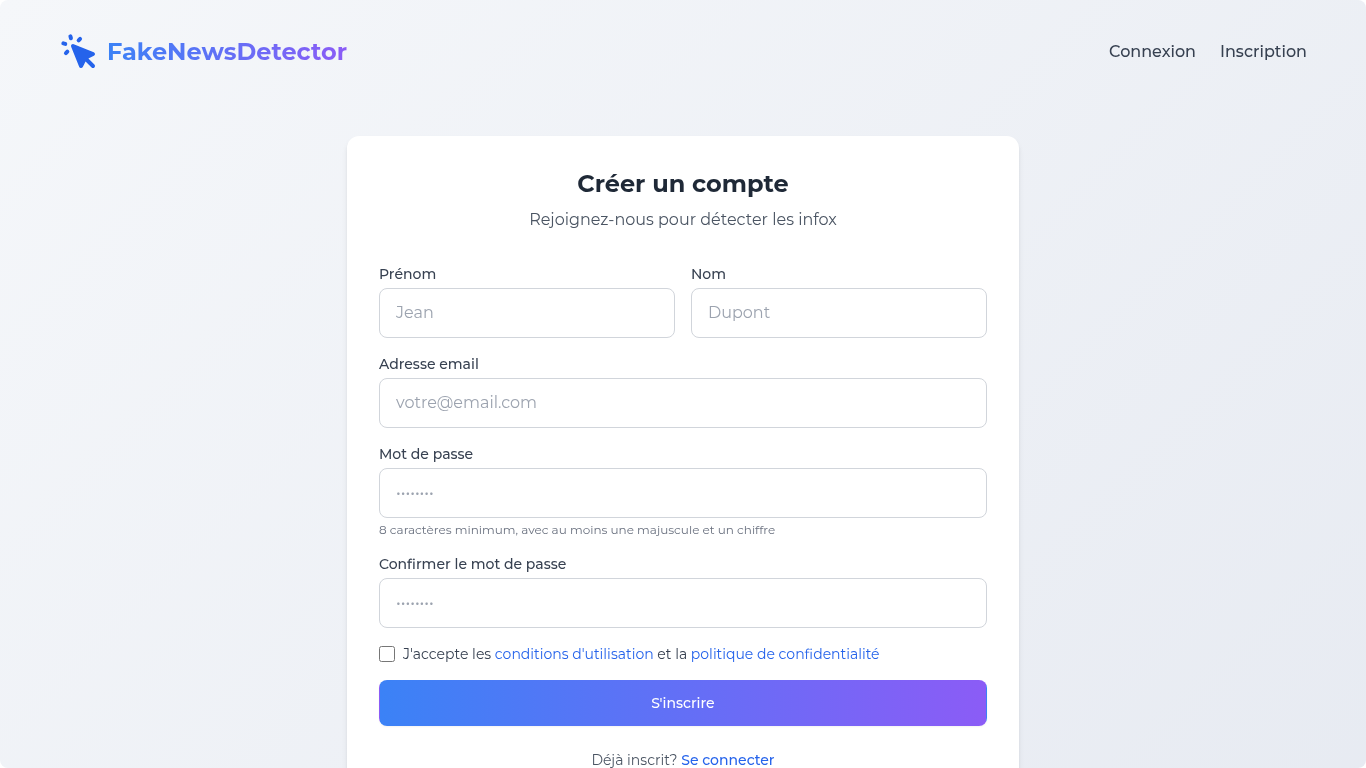 FakeNewsDetector
Connexion Inscription
Créer un compte
Rejoignez-nous pour détecter les infox
Prénom Nom
Jean Dupont
Adresse email
votre@email.com
Mot de passe
••••••••
8 caractères minimum, avec au moins une majuscule et un chiffre
Confirmer le mot de passe
••••••••
J'accepte les conditions d'utilisation et la politique de confidentialité
S'inscrire
Déjà inscrit? Se connecter